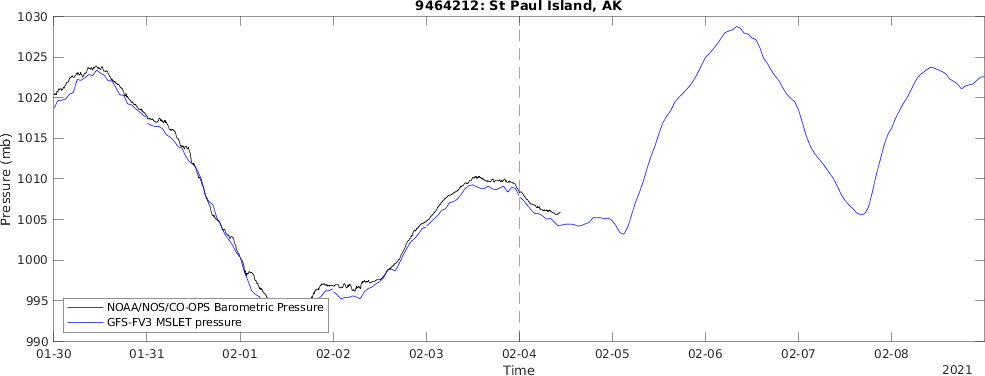 9464212: St Paul Island, AK
1030
1025
1020
1015
1010
1005
1000
995
990
Pressure (mb)
NOAA/NOS/CO-OPS Barometric Pressure
GFS-FV3 MSLET pressure
01-30 01-31 02-01 02-02 02-03 02-04 02-05 02-06 02-07 02-08
Time
2021